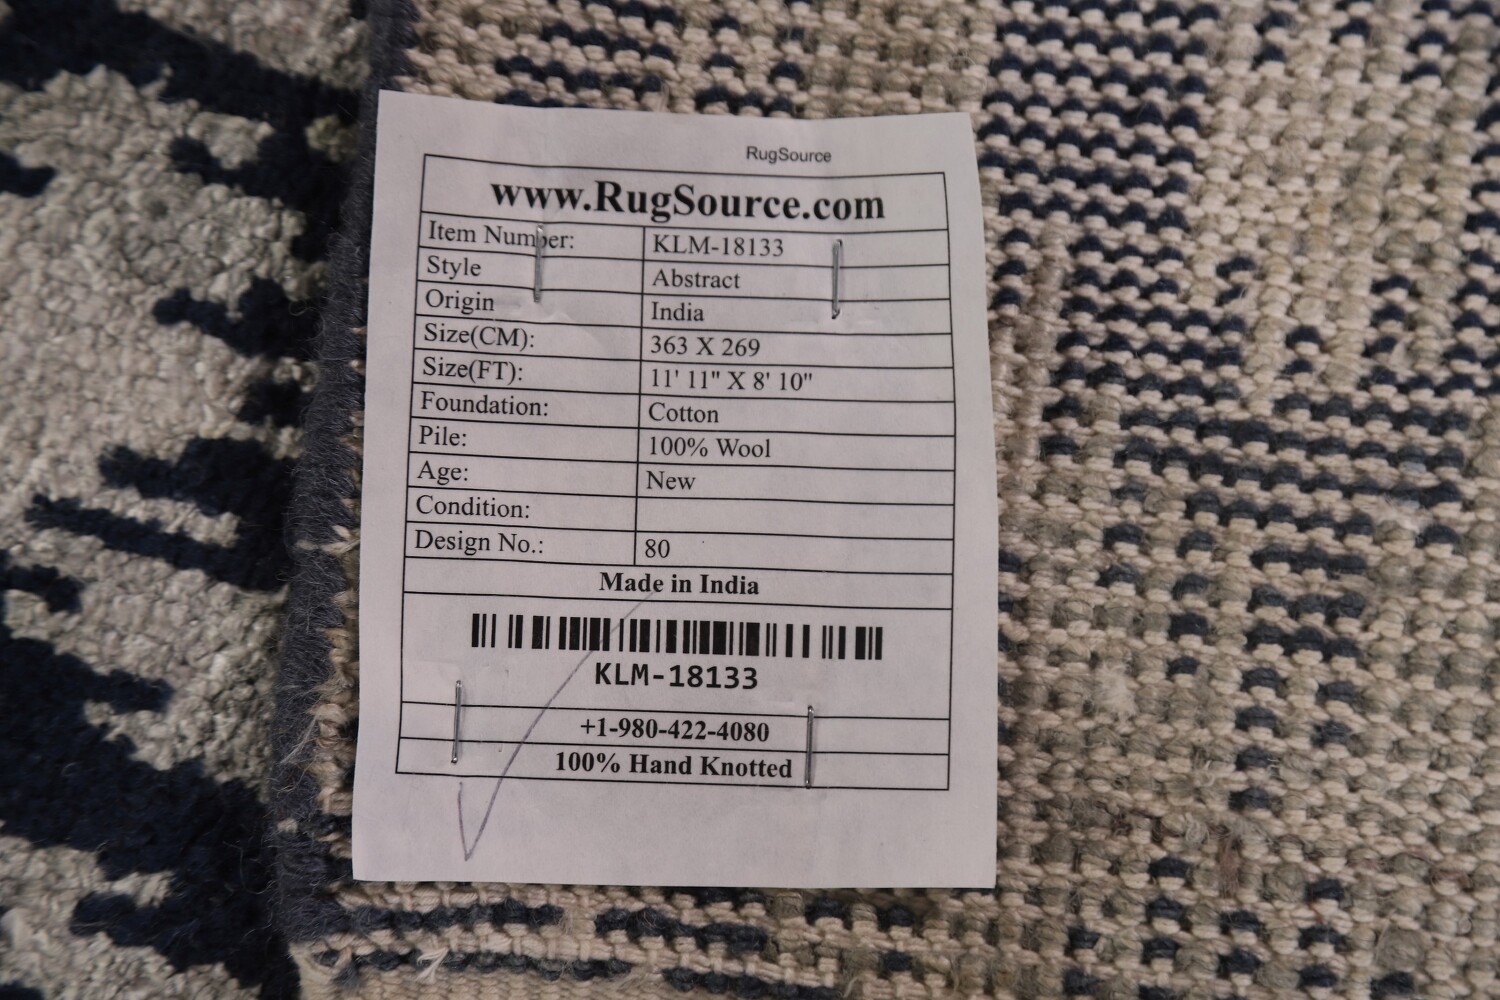 RugSource
www.RugSource.com
Item Number: KLM-18133
Style Abstract
Origin India
Size(CM): 363 X 269
Size(FT): 11' 11" X 8' 10"
Foundation: Cotton
Pile: 100% Wool
Age: New
Condition:
Design No.: 80
Made in India
KLM-18133
+1-980-422-4080
100% Hand Knotted